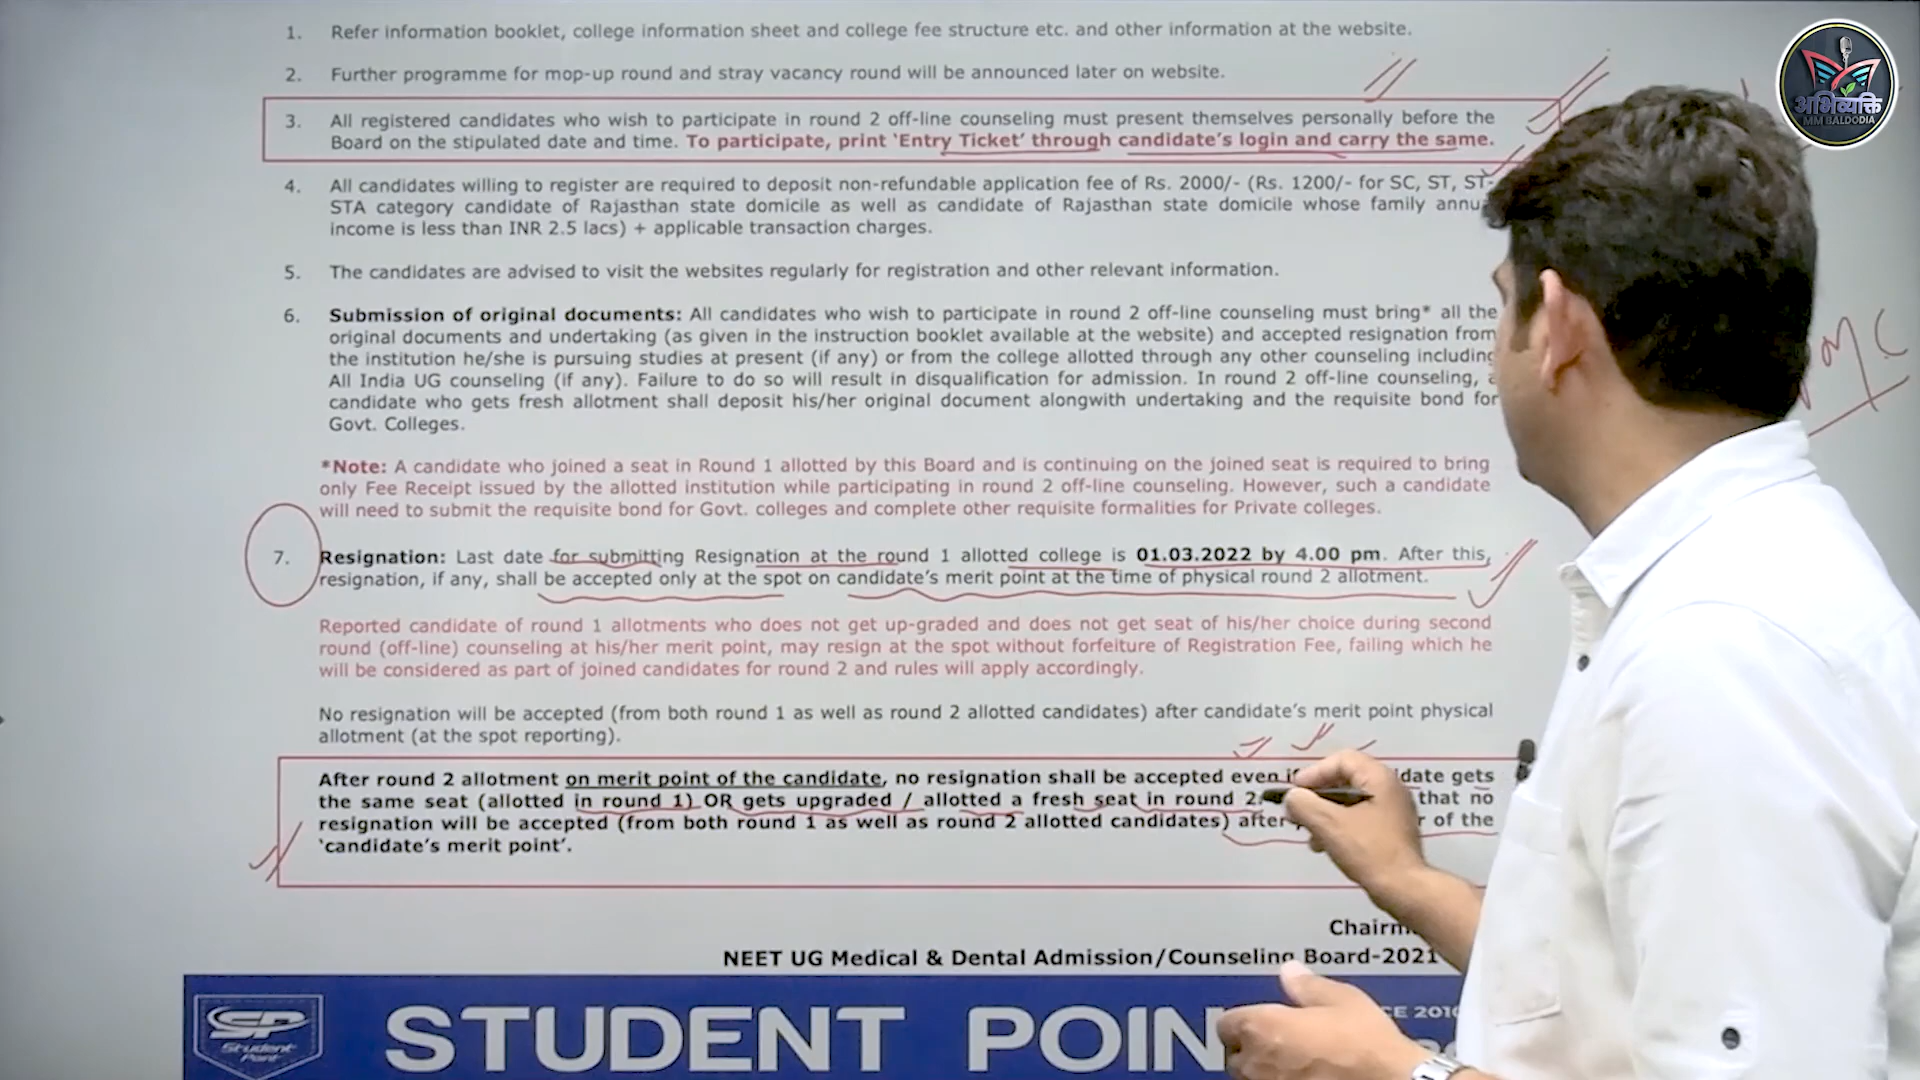 1. Refer information booklet, college information sheet and college fee structure etc. and other information at the website.
2. Further programme for mop-up round and stray vacancy round will be announced later on website.
3. All registered candidates who wish to participate in round 2 off-line counseling must present themselves personally before the
Board on the stipulated date and time. To participate, print ‘Entry Ticket’ through candidate’s login and carry the same.
4. All candidates willing to register are required to deposit non-refundable application fee of Rs. 2000/- (Rs. 1200/- for SC, ST, ST-
STA category candidate of Rajasthan state domicile as well as candidate of Rajasthan state domicile whose family
income is less than INR 2.5 lacs) + applicable transaction charges.
5. The candidates are advised to visit the websites regularly for registration and other relevant information.
6. Submission of original documents: All candidates who wish to participate in round 2 off-line counseling must bring* all the
original documents and undertaking (as given in the instruction booklet available at the website) and accepted resignation from
the institution he/she is pursuing studies at present (if any) or from the college allotted through any other counseling including
All India UG counseling (if any). Failure to do so will result in disqualification for admission. In round 2 off-line counseling,
candidate who gets fresh allotment shall deposit his/her original document alongwith undertaking and the requisite bond for
Govt. Colleges.
*Note: A candidate who joined a seat in Round 1 allotted by this Board and is continuing on the joined seat is required to bring
only Fee Receipt issued by the allotted institution while participating in round 2 off-line counseling. However, such a candidate
will need to submit the requisite bond for Govt. colleges and complete other requisite formalities for Private colleges.
7. Resignation: Last date for submitting Resignation at the round 1 allotted college is 01.03.2022 by 4.00 pm. After this,
resignation, if any, shall be accepted only at the spot on candidate’s merit point at the time of physical round 2 allotment.
Reported candidate of round 1 allotments who does not get up-graded and does not get seat of his/her choice during second
round (off-line) counseling at his/her merit point, may resign at the spot without forfeiture of Registration Fee, failing which he
will be considered as part of joined candidates for round 2 and rules will apply accordingly.
No resignation will be accepted (from both round 1 as well as round 2 allotted candidates) after candidate’s merit point physical
allotment (at the spot reporting).
After round 2 allotment on merit point of the candidate, no resignation shall be accepted even if date gets
the same seat (allotted in round 1) OR gets upgraded / allotted a fresh seat in round 2 that no
resignation will be accepted (from both round 1 as well as round 2 allotted candidates) after of the
‘candidate’s merit point’.
NEET UG Medical & Dental Admission/Counseling Board-2021
SP
Student Point
STUDENT POIN
अभिव्यक्ति
MM BALDODIA